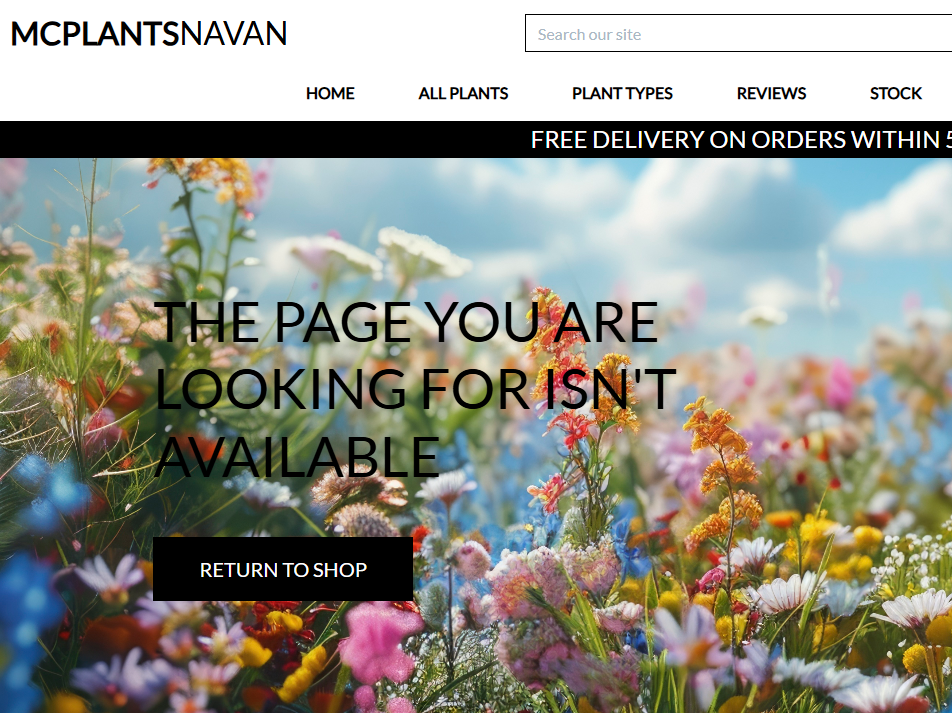 MCPLANTSNAVAN
Search our site
HOME ALL PLANTS PLANT TYPES REVIEWS STOCK
FREE DELIVERY ON ORDERS WITHIN 5
THE PAGE YOU ARE
LOOKING FOR ISN'T
AVAILABLE
RETURN TO SHOP